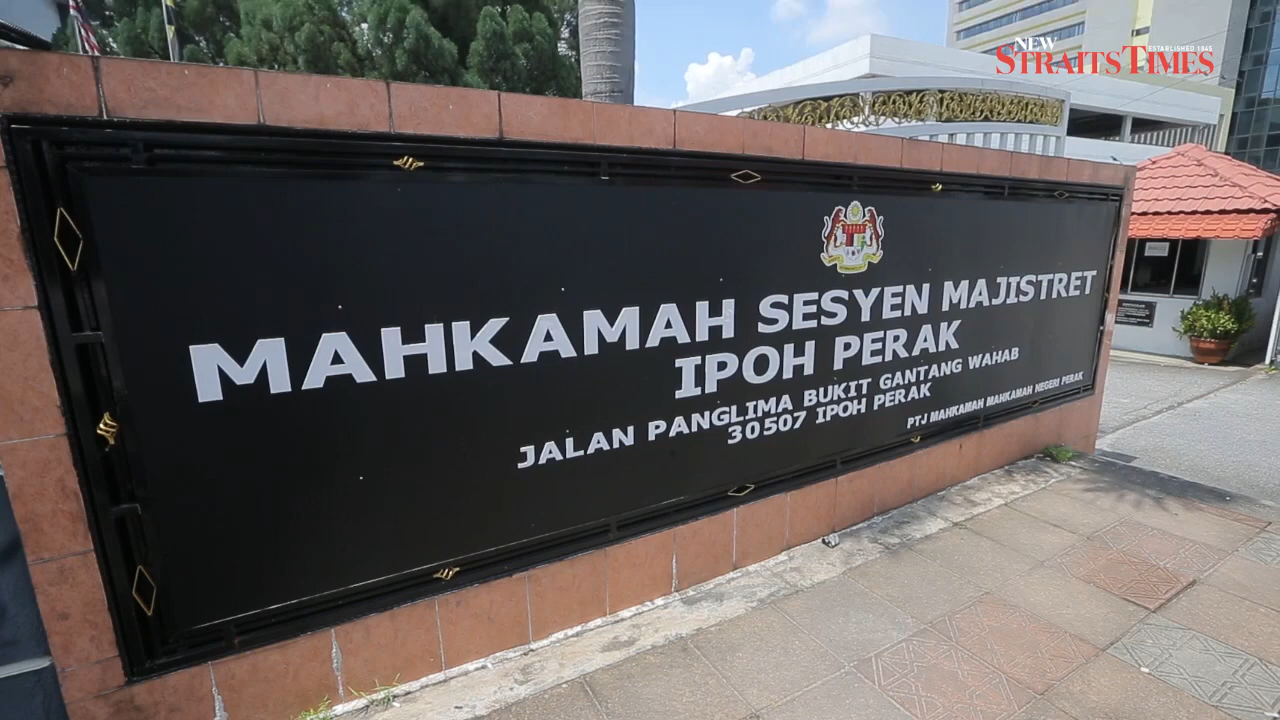 NEW
STRAITS TIMES
ESTABLISHED 1845
MAHKAMAH SESYEN MAJISTRET
IPOH PERAK
JALAN PANGLIMA BUKIT GANTANG WAHAB
30507 IPOH PERAK
PTJ MAHKAMAH MAHKAMAH NEGERI PERAK